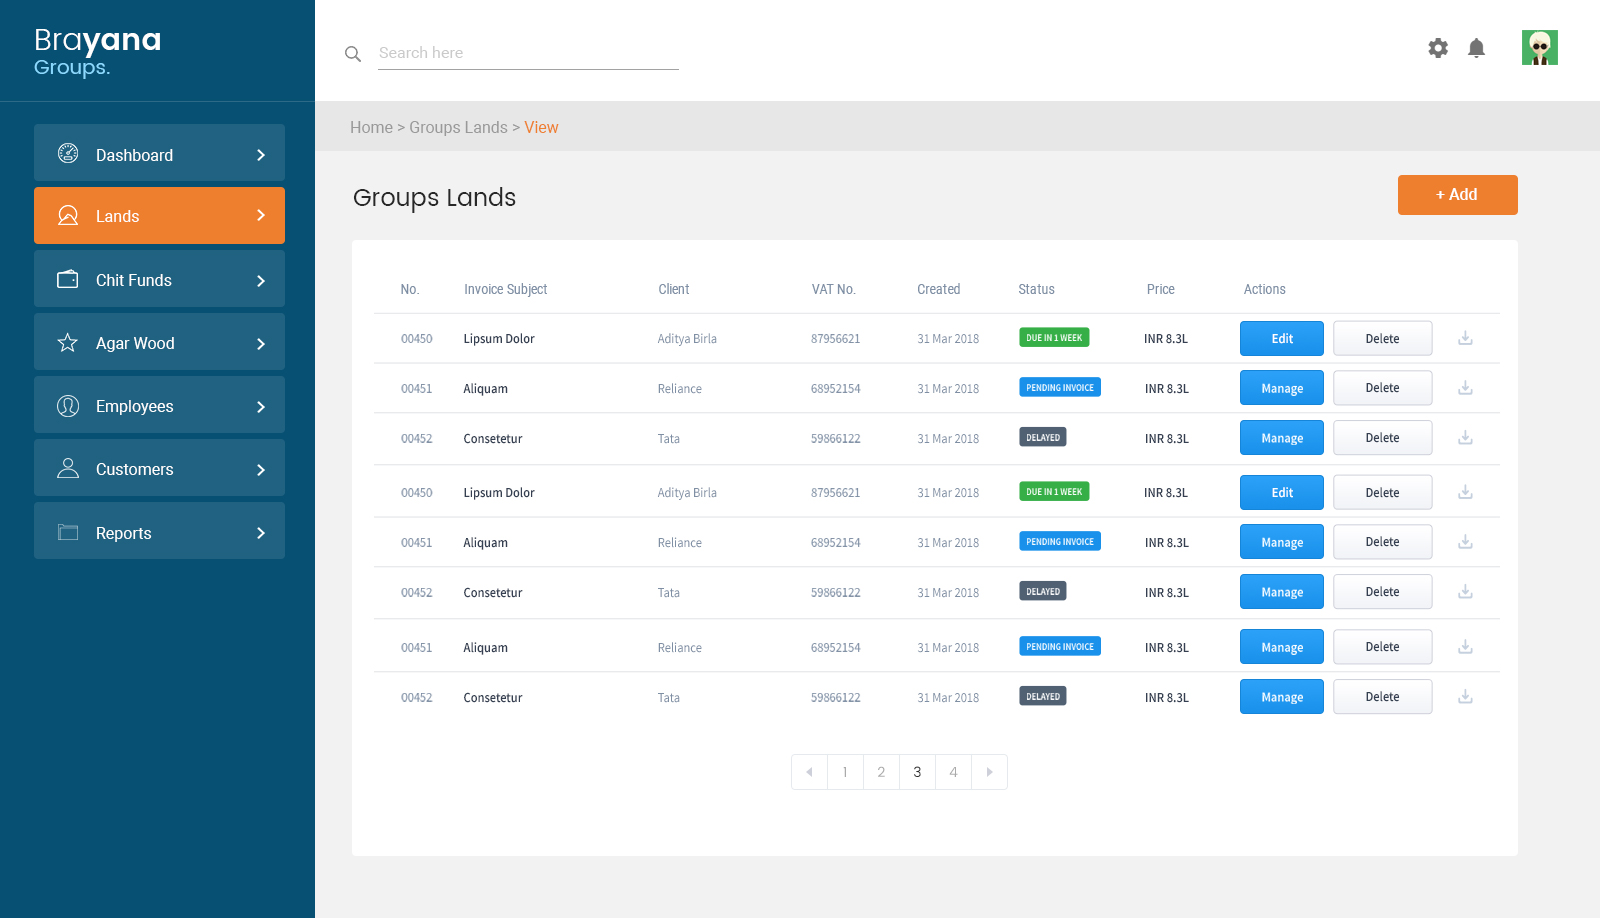 Brayana
Groups.
Search here
Home > Groups Lands > View
Dashboard
Lands
Chit Funds
Agar Wood
Employees
Customers
Reports
Groups Lands
+ Add
No. Invoice Subject Client VAT No. Created Status Price Actions
00450 Lipsum Dolor Aditya Birla 87956621 31 Mar 2018 DUE IN 1 WEEK INR 8.3L Edit Delete
00451 Aliquam Reliance 68952154 31 Mar 2018 PENDING INVOICE INR 8.3L Manage Delete
00452 Consetetur Tata 59866122 31 Mar 2018 DELAYED INR 8.3L Manage Delete
00450 Lipsum Dolor Aditya Birla 87956621 31 Mar 2018 DUE IN 1 WEEK INR 8.3L Edit Delete
00451 Aliquam Reliance 68952154 31 Mar 2018 PENDING INVOICE INR 8.3L Manage Delete
00452 Consetetur Tata 59866122 31 Mar 2018 DELAYED INR 8.3L Manage Delete
00451 Aliquam Reliance 68952154 31 Mar 2018 PENDING INVOICE INR 8.3L Manage Delete
00452 Consetetur Tata 59866122 31 Mar 2018 DELAYED INR 8.3L Manage Delete
1 2 3 4